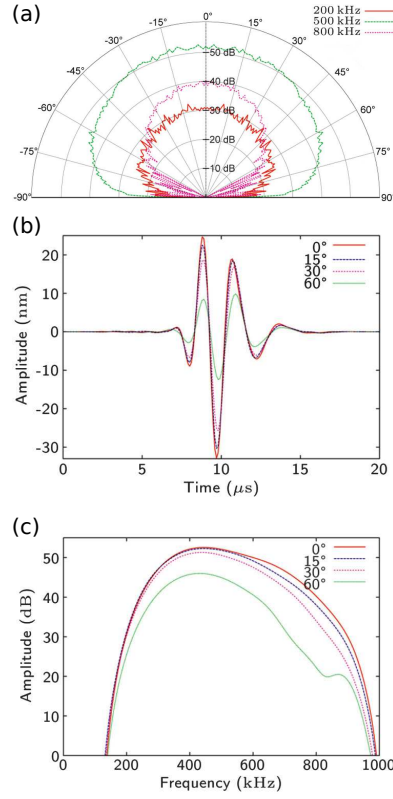 (a)
200 kHz
500 kHz
800 kHz
0°
-15° 15°
-30° 30°
-45° 45°
-60° 60°
-75° 75°
-90° 90
50 dB
40 dB
30 dB
20 dB
10 dB
(b)
20
10
0
-10
-20
-30
Amplitude (nm)
0°
15°
30°
60°
0 5 10 15 20
Time (μs)
(c)
50
40
30
20
10
0
Amplitude (dB)
0°
15°
30°
60°
0 200 400 600 800 1000
Frequency (kHz)